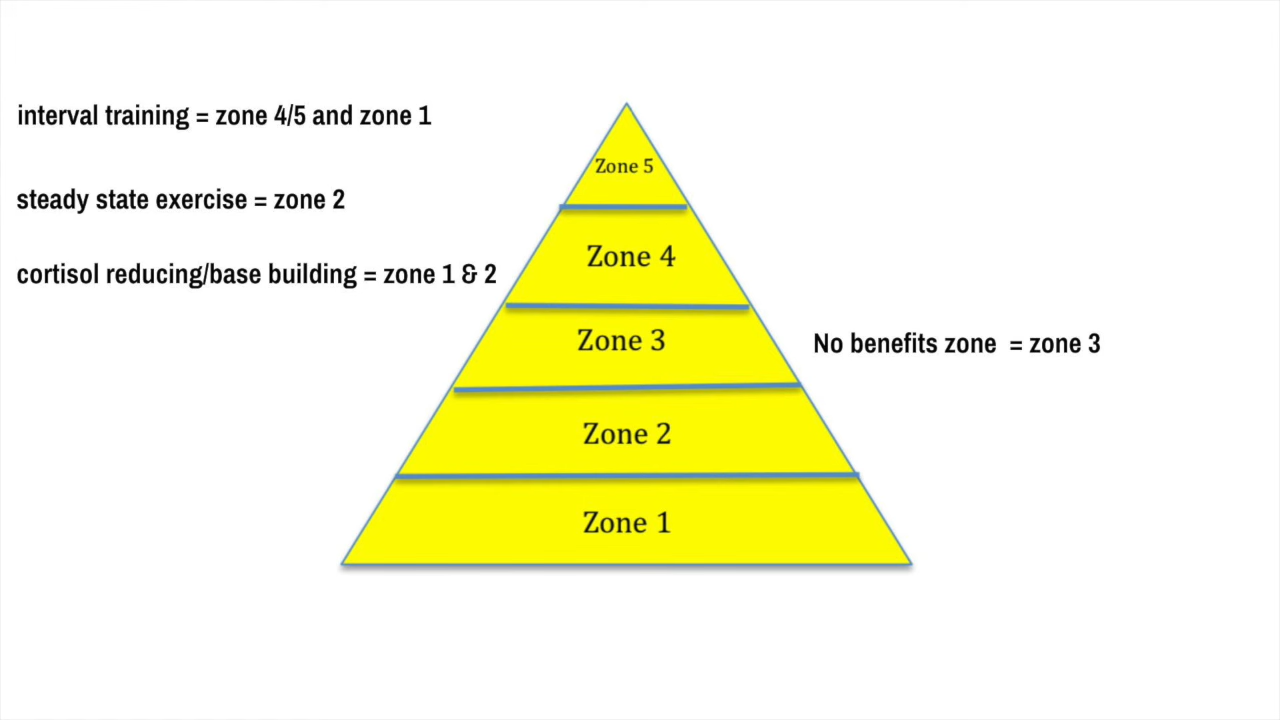 interval training = zone 4/5 and zone 1
Zone 5
steady state exercise = zone 2
Zone 4
cortisol reducing/base building = zone 1 & 2
Zone 3
No benefits zone = zone 3
Zone 2
Zone 1